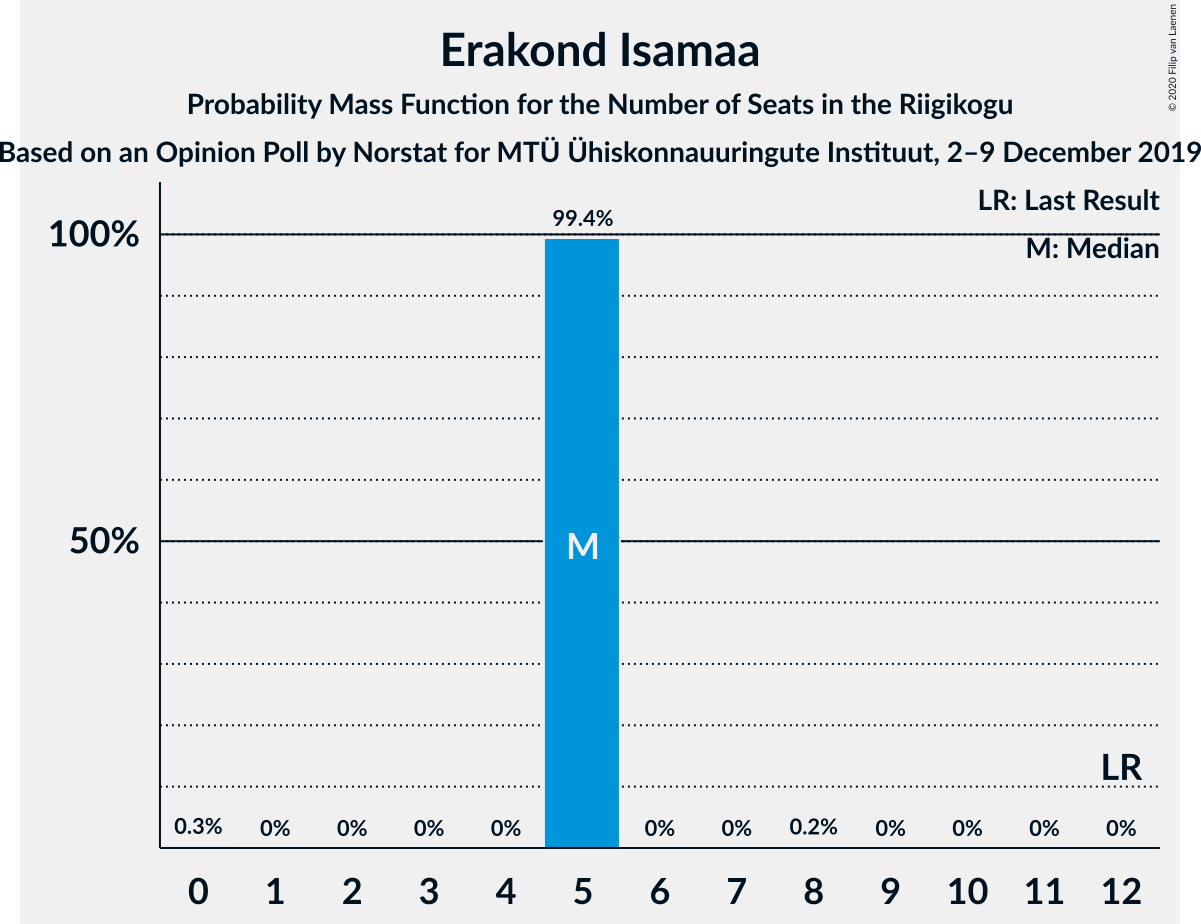 Erakond Isamaa
Probability Mass Function for the Number of Seats in the Riigikogu
Based on an Opinion Poll by Norstat for MTÜ Ühiskonnauuringute Instituut, 2–9 December 2019
© 2020 Filip van Laenen
LR: Last Result
M: Median
99.4%
100%
50%
M
LR
0.3% 0% 0% 0% 0% 0% 0% 0.2% 0% 0% 0% 0%
0 1 2 3 4 5 6 7 8 9 10 11 12